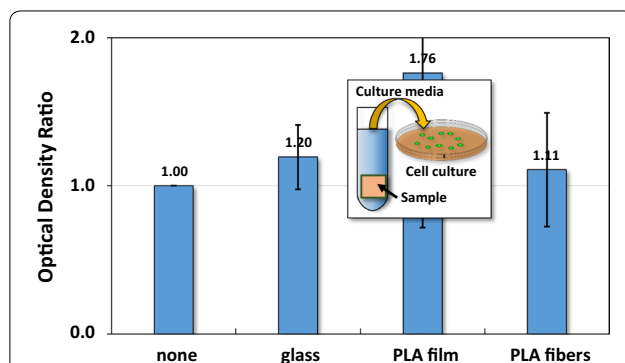 2.0
1.76
Culture media
1.20
1.11
1.00
Cell culture
1.0
Sample
0.0
none
glass
PLA film
PLA fibers
Optical Density Ratio